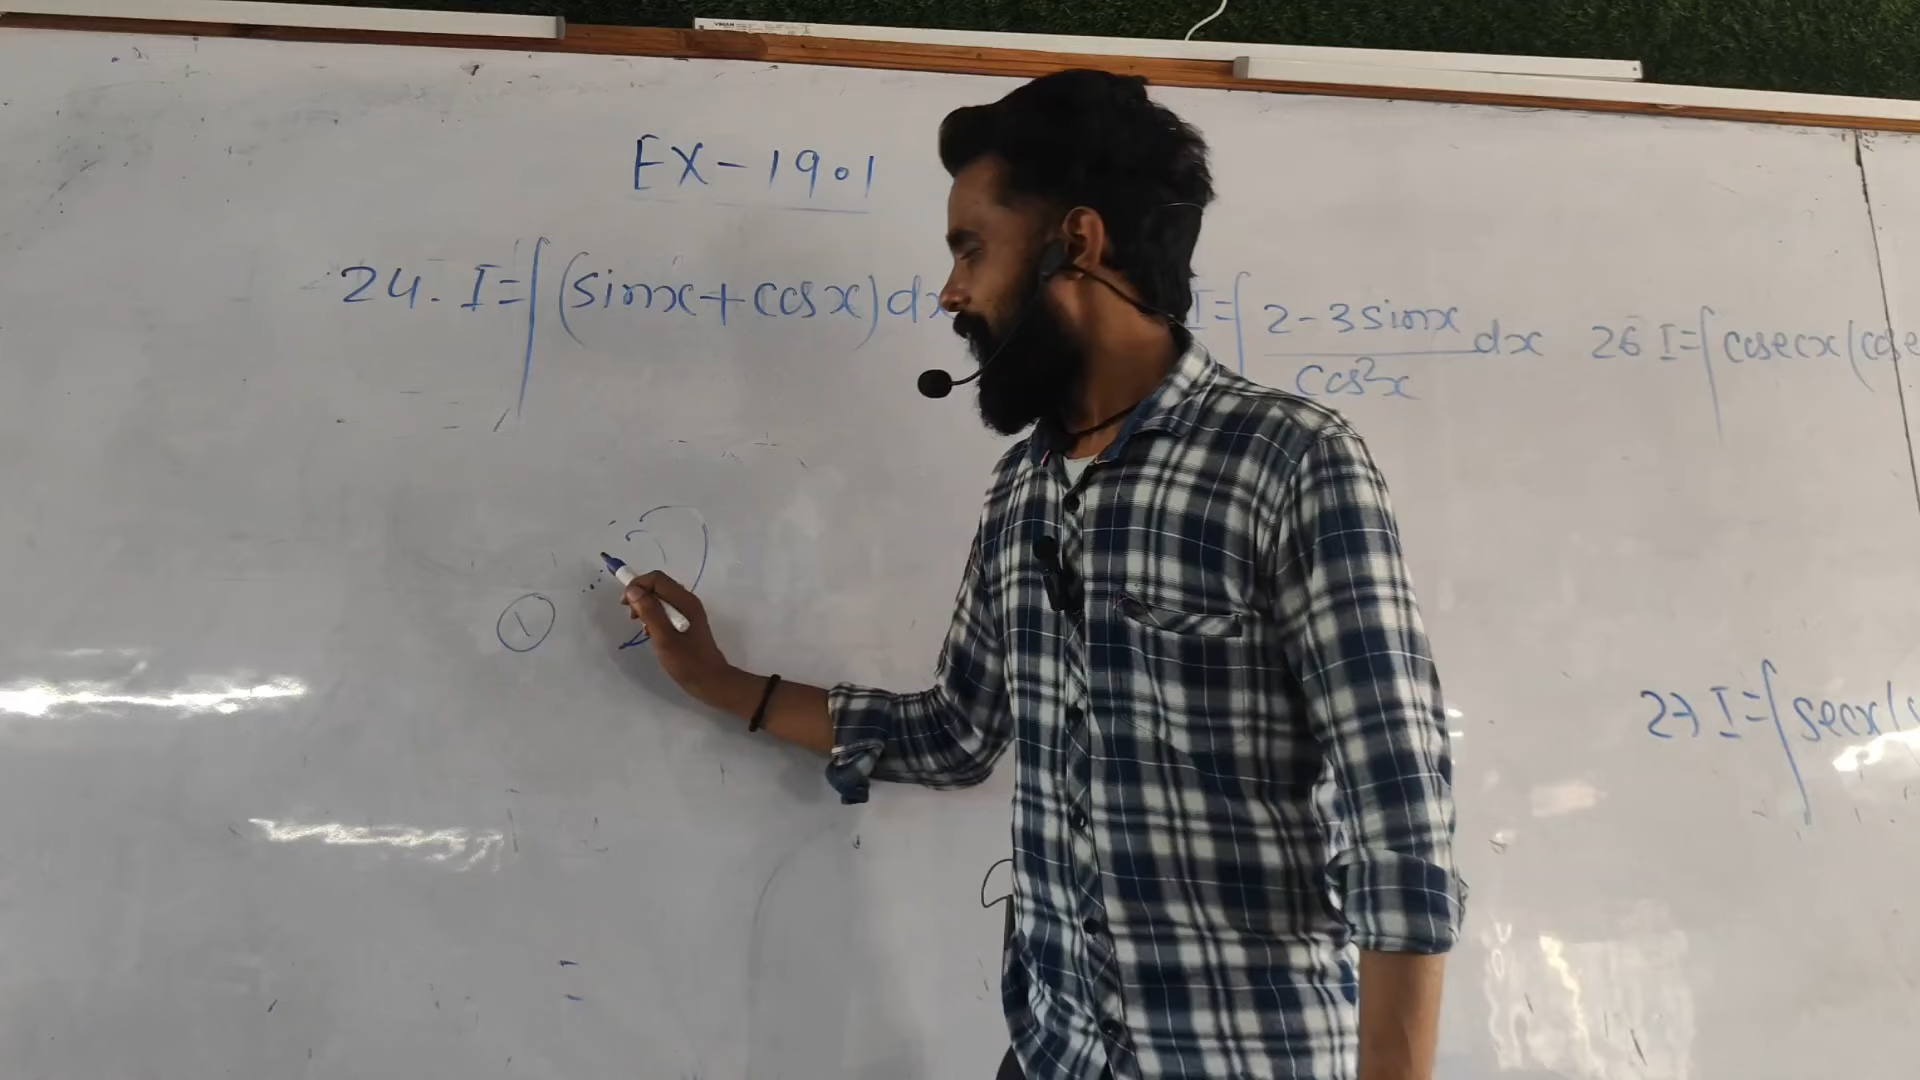 EX-19.1
24. I=∫(sinx+cosx)dx
I=∫ 2-3sinx/cos²x dx
26 I=∫cosecx(cose
1
27 I=∫secx(